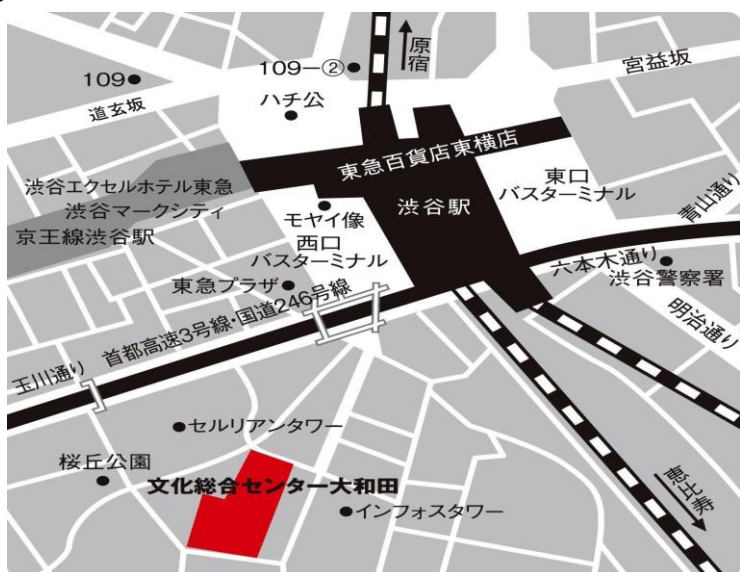 原宿
宮益坂
109-②
109
ハチ公
道玄坂
東急百貨店東横店
渋谷エクセルホテル東急
渋谷マークシティ
京王線渋谷駅
モヤイ像
西口
バスターミナル
渋谷駅
東口
バスターミナル
青山通り
東急プラザ
六本木通り
渋谷警察署
明治通り
首都高速3号線・国道246号線
玉川通り
セルリアンタワー
桜丘公園
文化総合センター大和田
インフォスタワー
恵比寿